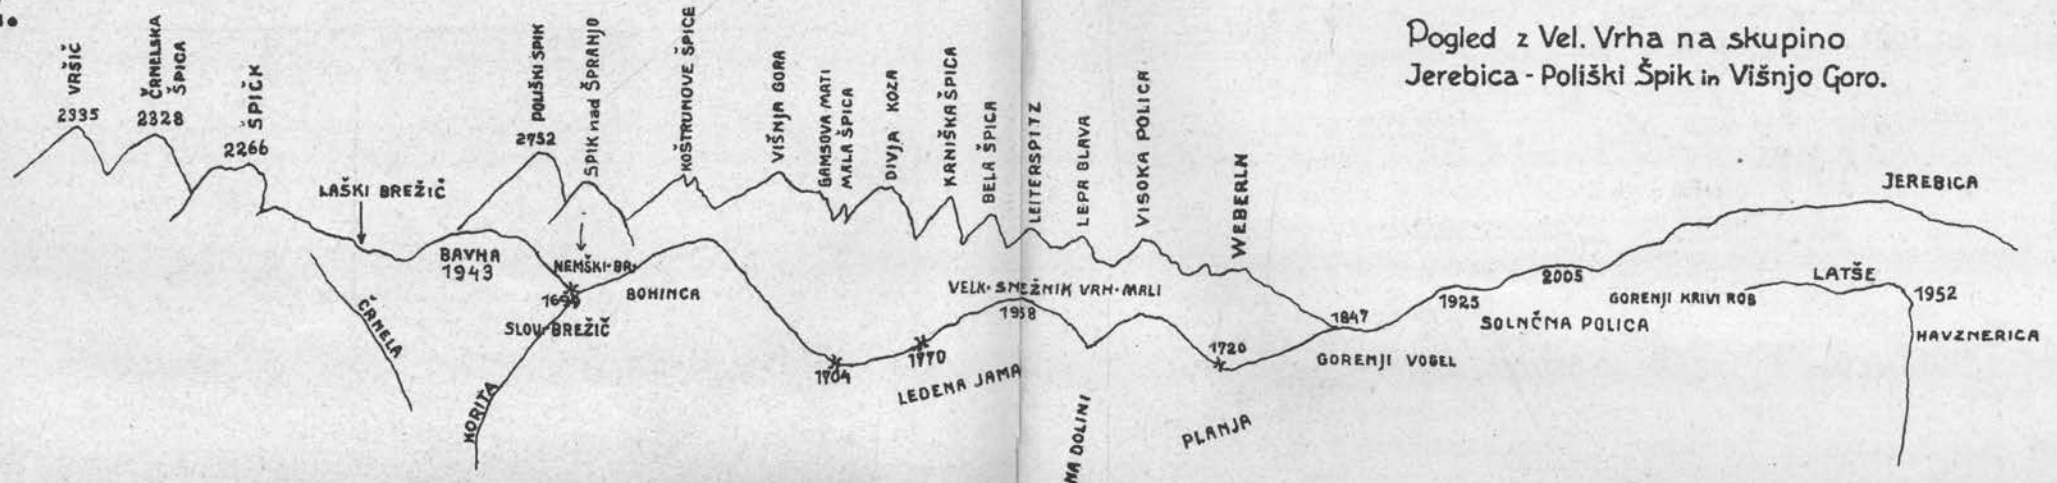 Pogled z Vel. Vrha na skupino
Jerebica - Poliški Špik in Višnjo Goro.
VRŠIČ
2335
ČRNELSKA
ŠPICA
2328
ŠPIČK
2266
LAŠKI BREŽIČ
POLIŠKI ŠPIK
2752
ŠPIK nad ŠPRANJO
KOŠTRUNOVE ŠPICE
VIŠNJA GORA
GAMSOVA MATI
MALA ŠPICA
DIVJA KOZA
KANIŠKA ŠPICA
BELA ŠPICA
LEITERSPITZ
LEPA GLAVA
VISOKA POLICA
WEBERLN
JEREBICA
BAVHA
1943
NEMŠKI-BR.
BOHINCA
SLOV-BREŽIČ
ČRNELA
KORITA
1704
1770
VELK. SNEŽNIK VRH. MALI
1958
LEDENA JAMA
NA DOLINI
PLANJA
1720
1847
GORENJI VOGEL
1925
SOLNČNA POLICA
2005
GORENJI KRIVI ROB
LATŠE
1952
HAVZNERICA